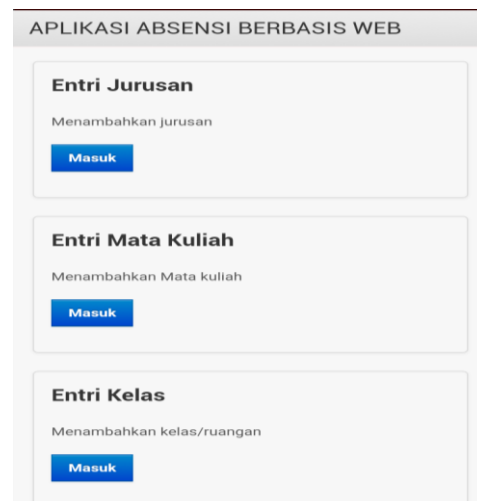 APLIKASI ABSENSI BERBASIS WEB
Entri Jurusan
Menambahkan jurusan
Masuk
Entri Mata Kuliah
Menambahkan Mata kuliah
Masuk
Entri Kelas
Menambahkan kelas/ruangan
Masuk